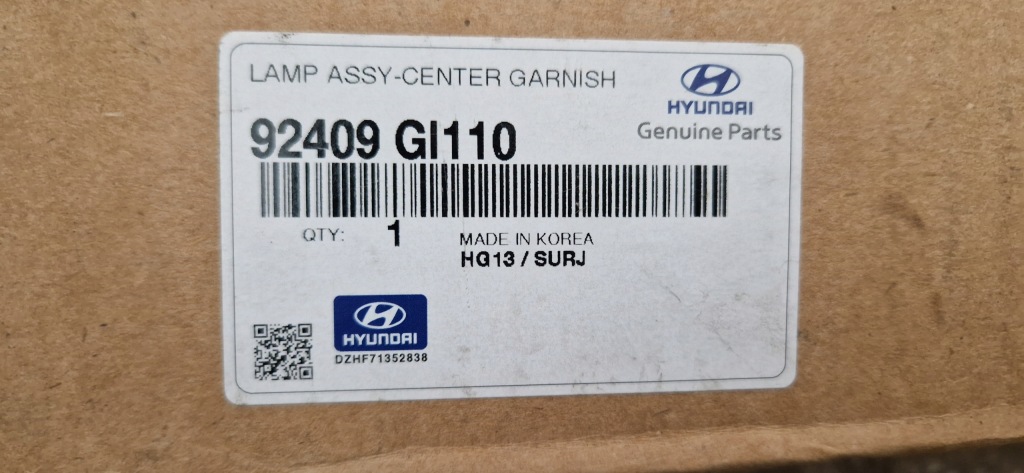 LAMP ASSY-CENTER GARNISH
HYUNDAI
Genuine Parts
92409 GI110
QTY: 1
MADE IN KOREA
HG13 / SURJ
HYUNDAI
DZHF71352838